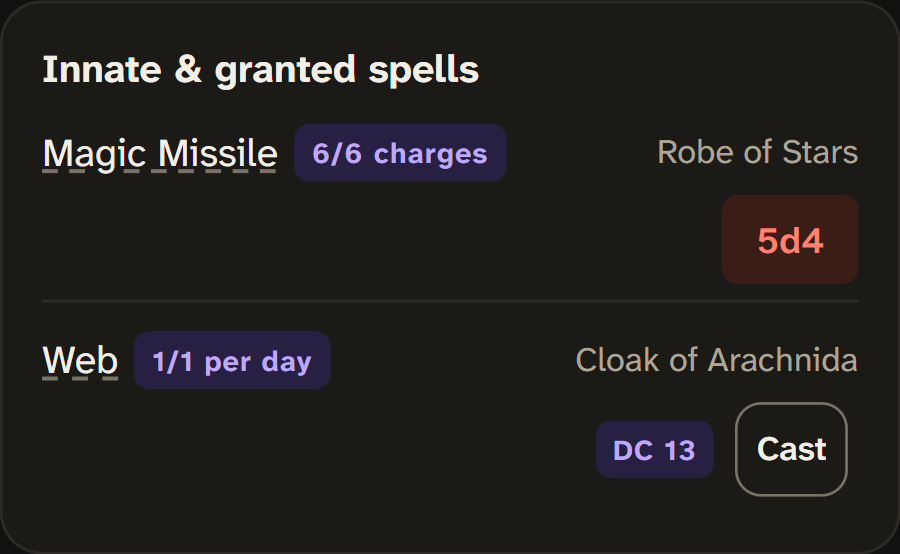 Innate & granted spells
Magic Missile 6/6 charges Robe of Stars
5d4
Web 1/1 per day Cloak of Arachnida
DC 13 Cast